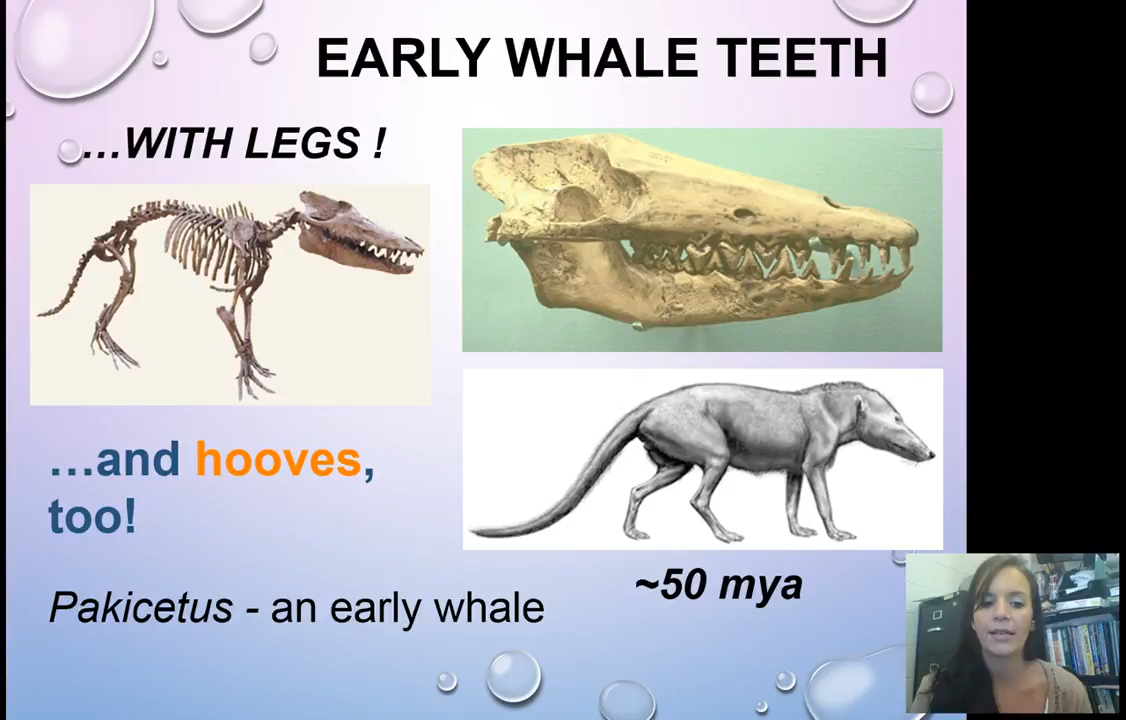 EARLY WHALE TEETH
...WITH LEGS !
...and hooves,
too!
~50 mya
Pakicetus - an early whale